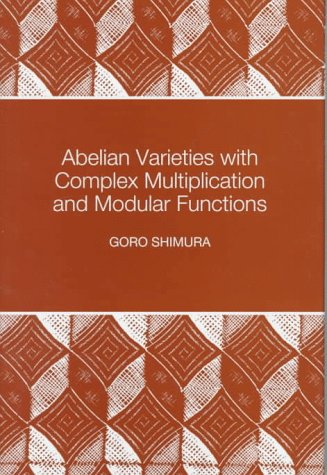 Abelian Varieties with
Complex Multiplication
and Modular Functions
GORO SHIMURA